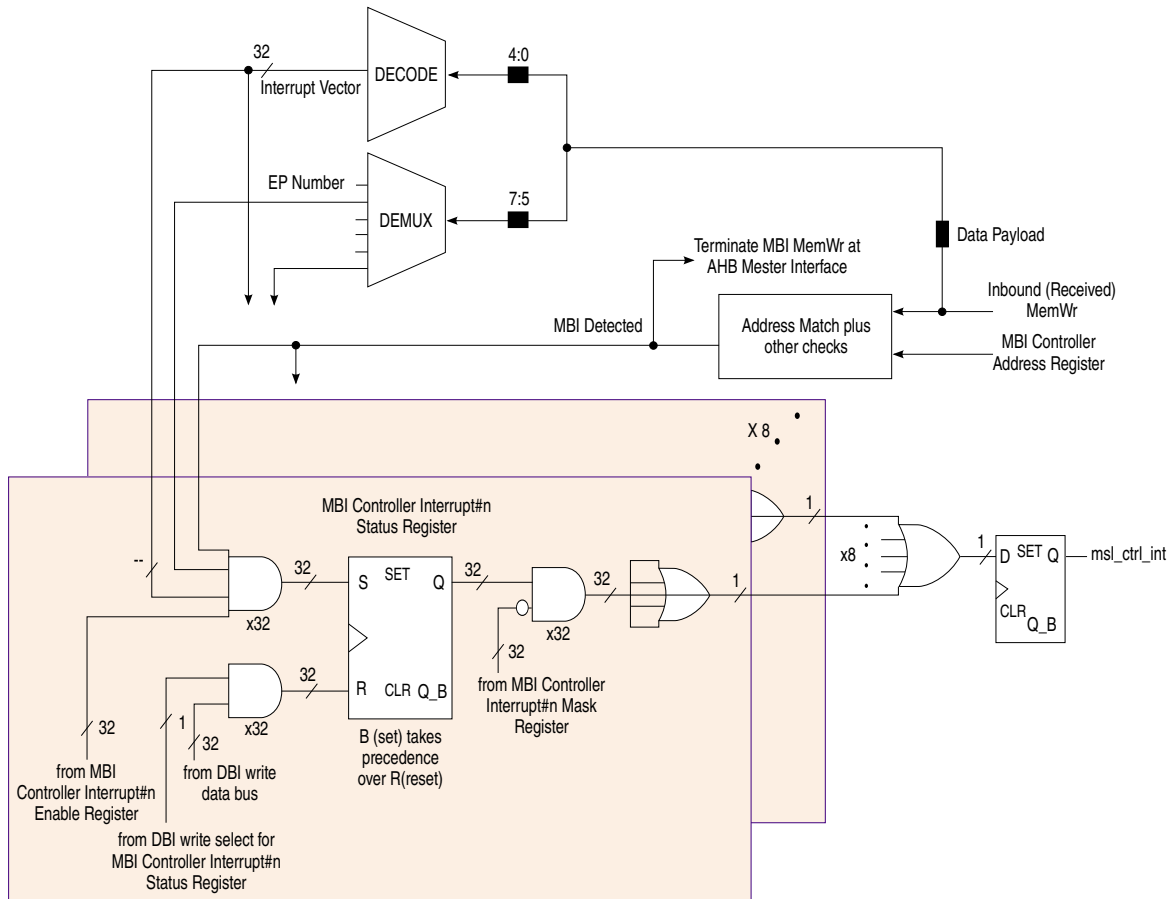 32
Interrupt Vector
DECODE
4:0
EP Number
DEMUX
7:5
Data Payload
Terminate MBI MemWr at
AHB Mester Interface
Inbound (Received)
MemWr
MBI Detected
Address Match plus
other checks
MBI Controller
Address Register
X 8
MBI Controller Interrupt#n
Status Register
1
x8
1
D SET Q
CLR
Q_B
msl_ctrl_int
--
x32
32
S SET Q
R CLR Q_B
32
x32
32
1
32
from MBI Controller
Interrupt#n Mask
Register
x32
32
B (set) takes
precedence
over R(reset)
32
1
32
from MBI
Controller Interrupt#n
Enable Register
from DBI write
data bus
from DBI write select for
MBI Controller Interrupt#n
Status Register